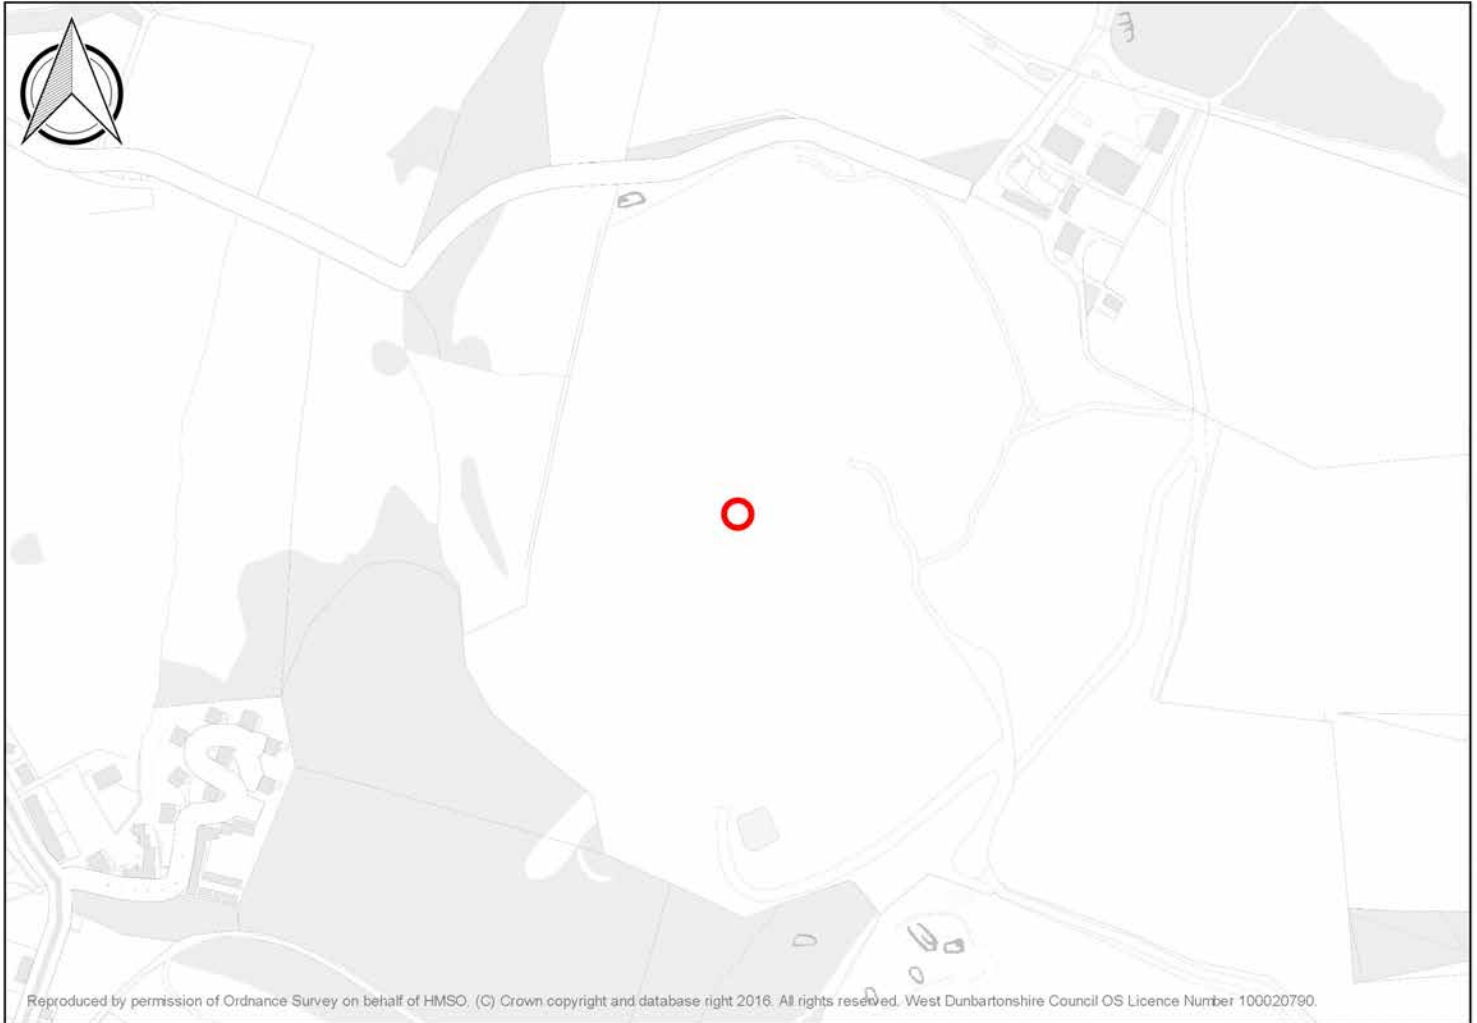 Reproduced by permission of Ordnance Survey on behalf of HMSO. (C) Crown copyright and database right 2016. All rights reserved. West Dunbartonshire Council OS Licence Number 100020790.